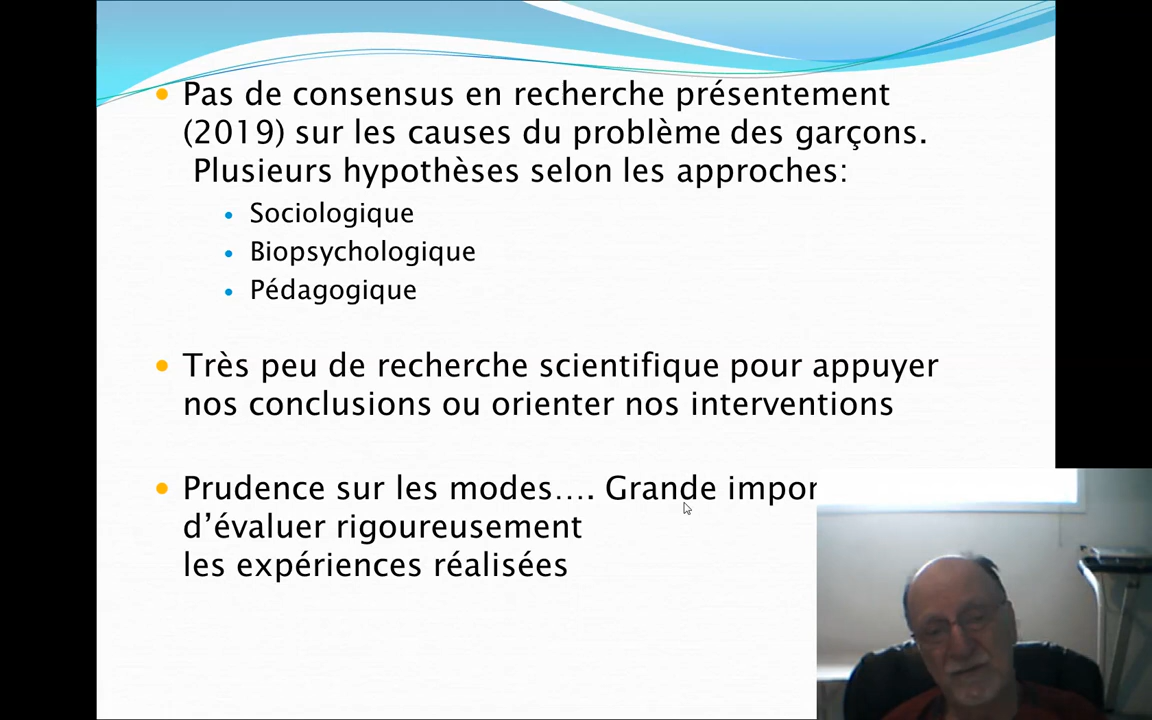 Pas de consensus en recherche présentement
(2019) sur les causes du problème des garçons.
Plusieurs hypothèses selon les approches:
Sociologique
Biopsychologique
Pédagogique
Très peu de recherche scientifique pour appuyer
nos conclusions ou orienter nos interventions
Prudence sur les modes…. Grande
d’évaluer rigoureusement
les expériences réalisées